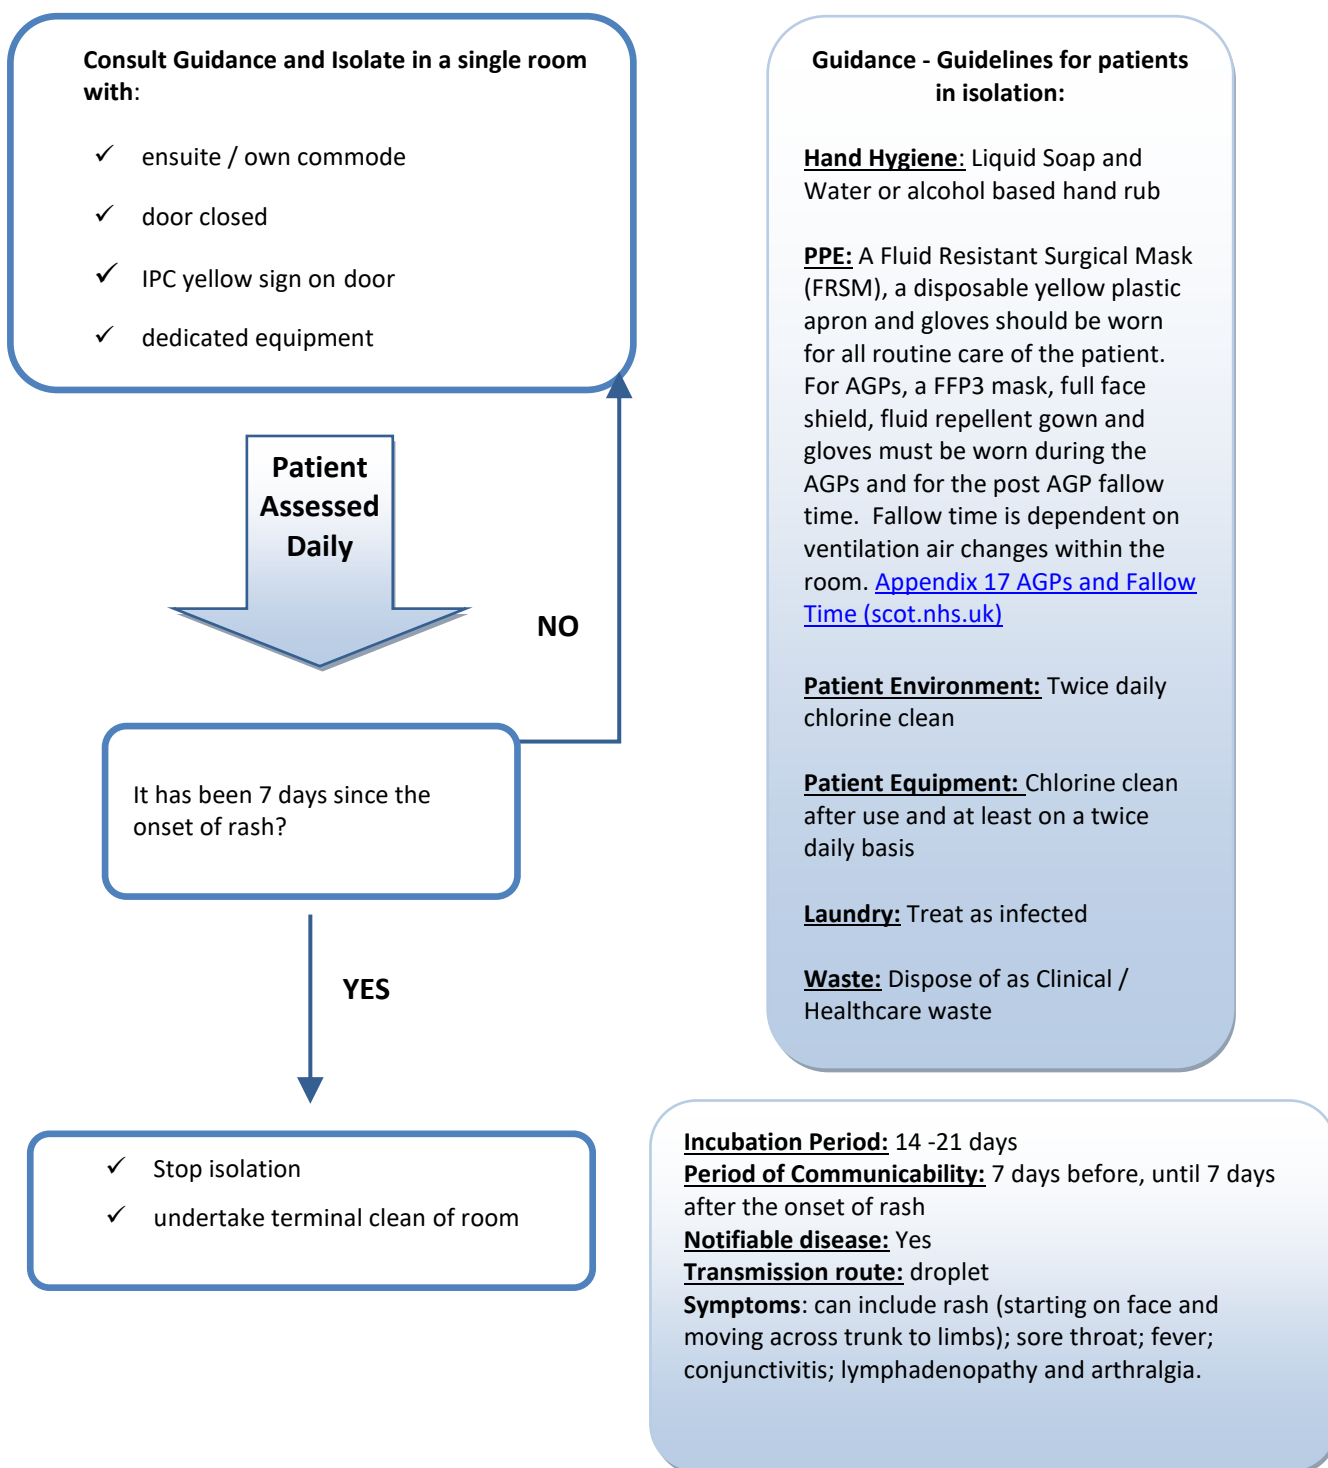 Consult Guidance and Isolate in a single room
with:
✓ ensuite / own commode
✓ door closed
✓ IPC yellow sign on door
✓ dedicated equipment
Patient
Assessed
Daily
NO
It has been 7 days since the
onset of rash?
YES
✓ Stop isolation
✓ undertake terminal clean of room
Guidance - Guidelines for patients
in isolation:
Hand Hygiene: Liquid Soap and
Water or alcohol based hand rub
PPE: A Fluid Resistant Surgical Mask
(FRSM), a disposable yellow plastic
apron and gloves should be worn
for all routine care of the patient.
For AGPs, a FFP3 mask, full face
shield, fluid repellent gown and
gloves must be worn during the
AGPs and for the post AGP fallow
time. Fallow time is dependent on
ventilation air changes within the
room. Appendix 17 AGPs and Fallow
Time (scot.nhs.uk)
Patient Environment: Twice daily
chlorine clean
Patient Equipment: Chlorine clean
after use and at least on a twice
daily basis
Laundry: Treat as infected
Waste: Dispose of as Clinical /
Healthcare waste
Incubation Period: 14 -21 days
Period of Communicability: 7 days before, until 7 days
after the onset of rash
Notifiable disease: Yes
Transmission route: droplet
Symptoms: can include rash (starting on face and
moving across trunk to limbs); sore throat; fever;
conjunctivitis; lymphadenopathy and arthralgia.